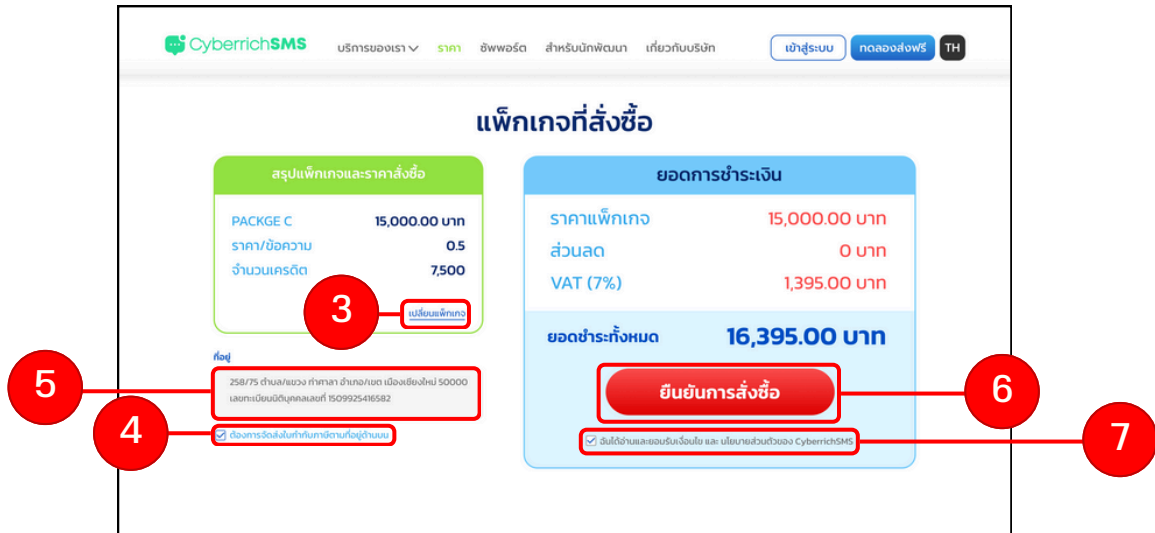 CyberrichSMS บริการของเรา ราคา ซัพพอร์ต สำหรับนักพัฒนา เกี่ยวกับบริษัท เข้าสู่ระบบ ทดลองส่งฟรี TH
แพ็กเกจที่สั่งซื้อ
สรุปแพ็กเกจและราคาสั่งซื้อ
PACKGE C 15,000.00 บาท
ราคา/ข้อความ 0.5
จำนวนเครดิต 7,500
3 เปลี่ยนแพ็กเกจ
ที่อยู่
5 258/75 ตำบล/แขวง ท่าศาลา อำเภอ/เขต เมืองเชียงใหม่ 50000
เลขทะเบียนนิติบุคคลเลขที่ 1509925416582
4 ต้องการจัดส่งใบกำกับภาษีตามที่อยู่ด้านบน
ยอดการชำระเงิน
ราคาแพ็กเกจ 15,000.00 บาท
ส่วนลด 0 บาท
VAT (7%) 1,395.00 บาท
ยอดชำระทั้งหมด 16,395.00 บาท
ยืนยันการสั่งซื้อ 6
ฉันได้อ่านและยอมรับเงื่อนไข และ นโยบายส่วนตัวของ CyberrichSMS 7